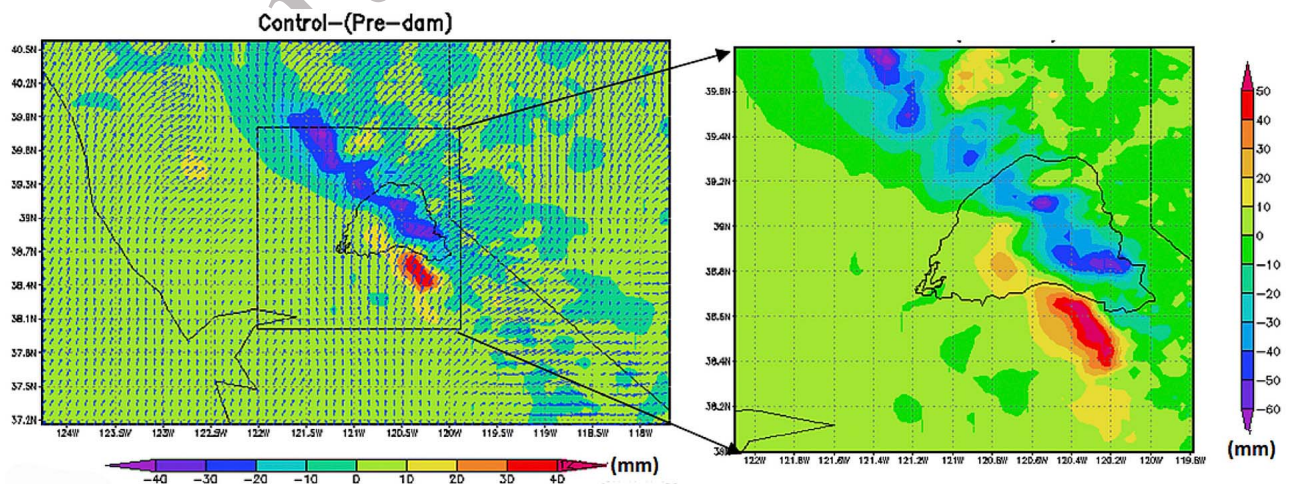 Control-(Pre-dam)
40.5N
40.2N
39.9N
39.6N
39.3N
39N
38.7N
38.4N
38.1N
37.8N
37.5N
37.2N
124W 123.5W 123W 122.5W 122W 121.5W 121W 120.5W 120W 119.5W 119W 118.5W 118W
-40 -30 -20 -10 0 10 20 30 40 (mm)
39.6N
39.4N
39.2N
39N
38.8N
38.6N
38.4N
38.2N
38N
122W 121.8W 121.6W 121.4W 121.2W 121W 120.8W 120.6W 120.4W 120.2W 120W 119.8W
50
40
30
20
10
0
-10
-20
-30
-40
-50
-60
(mm)